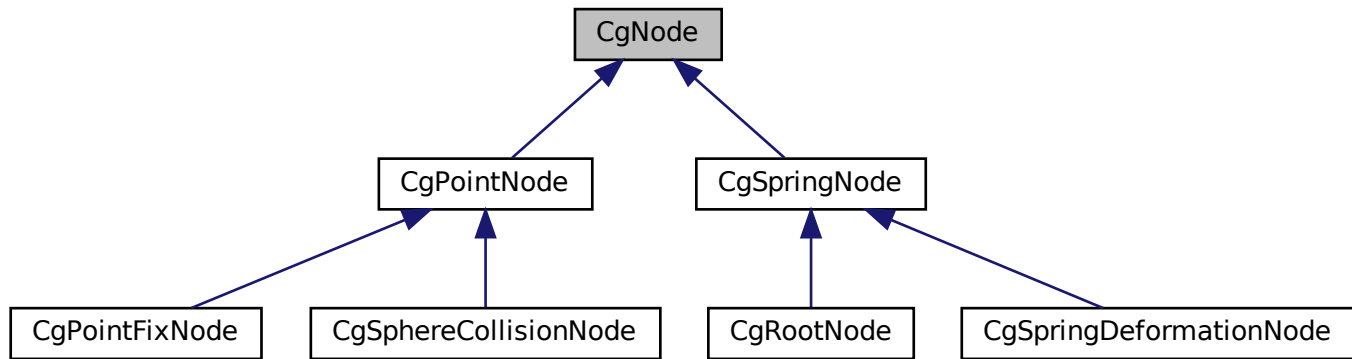 CgNode
CgPointNode
CgSpringNode
CgPointFixNode
CgSphereCollisionNode
CgRootNode
CgSpringDeformationNode